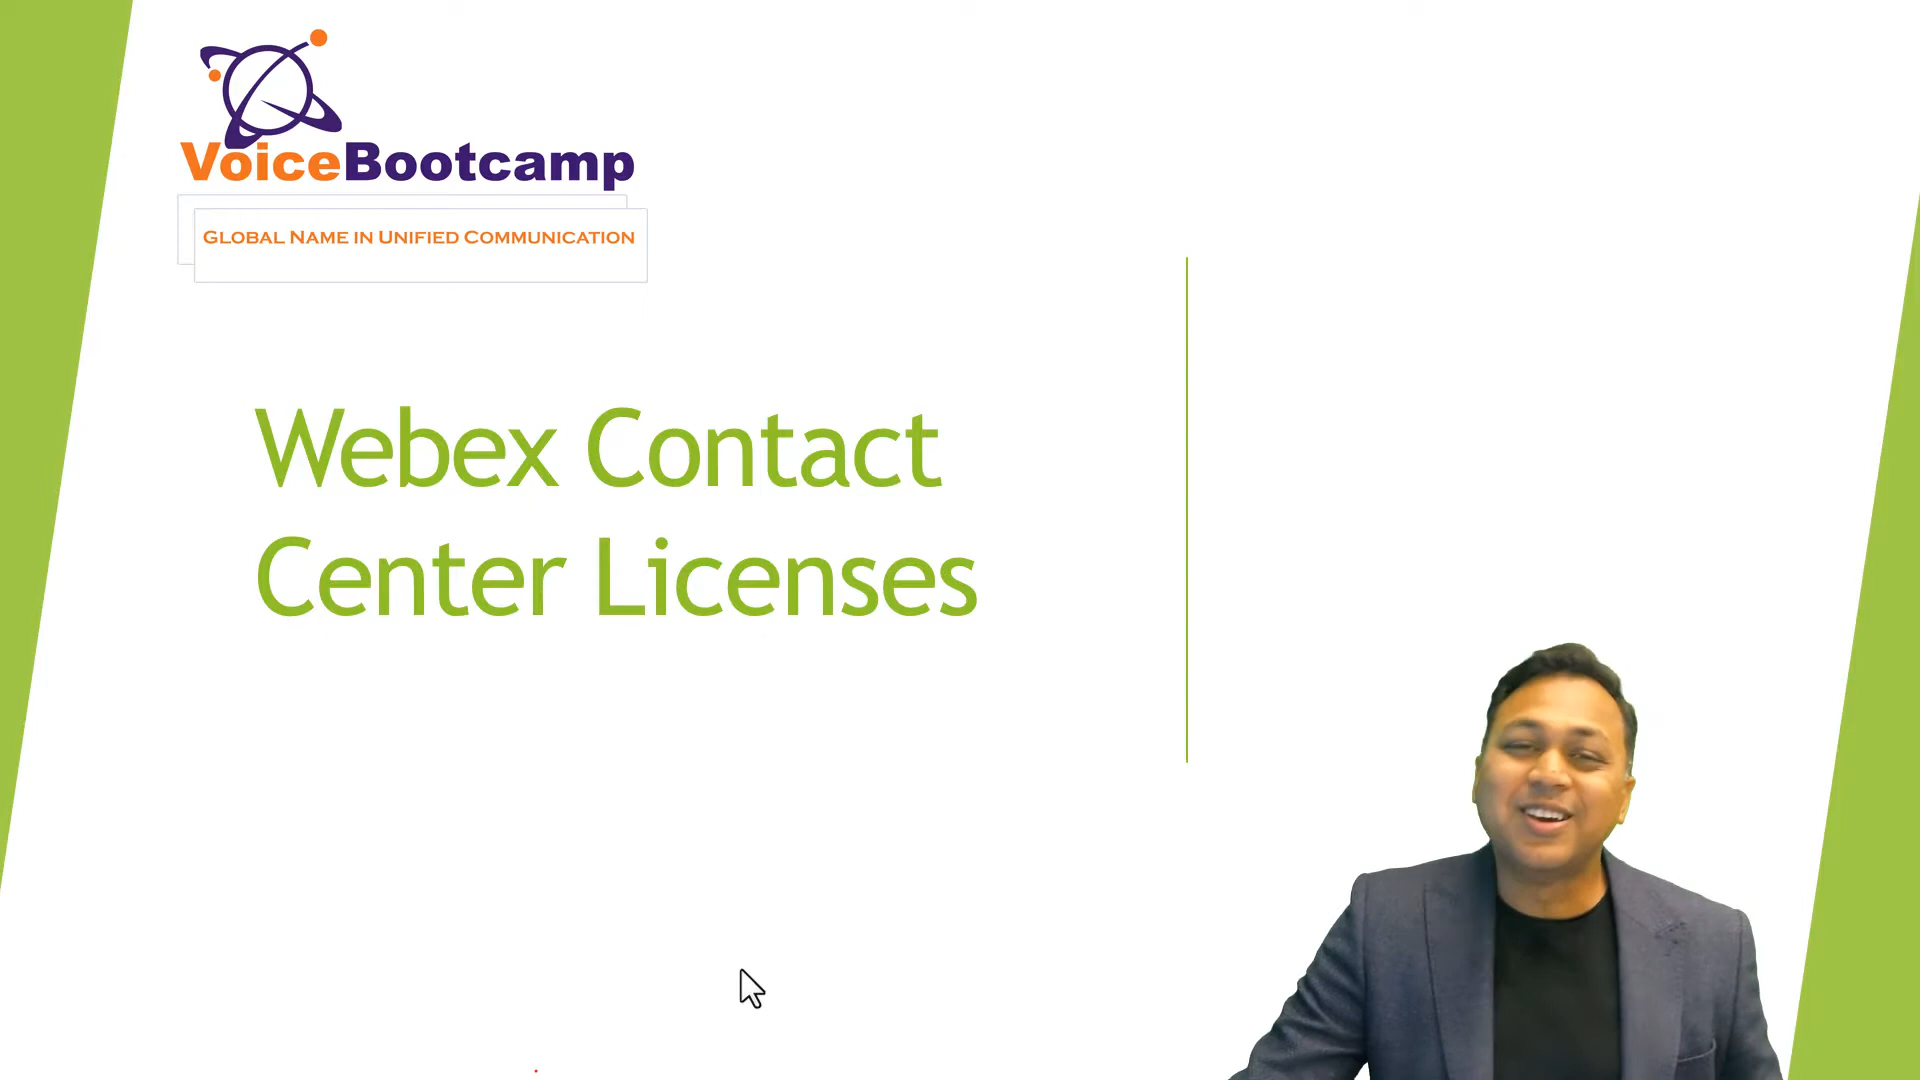 VoiceBootcamp
GLOBAL NAME IN UNIFIED COMMUNICATION
Webex Contact
Center Licenses